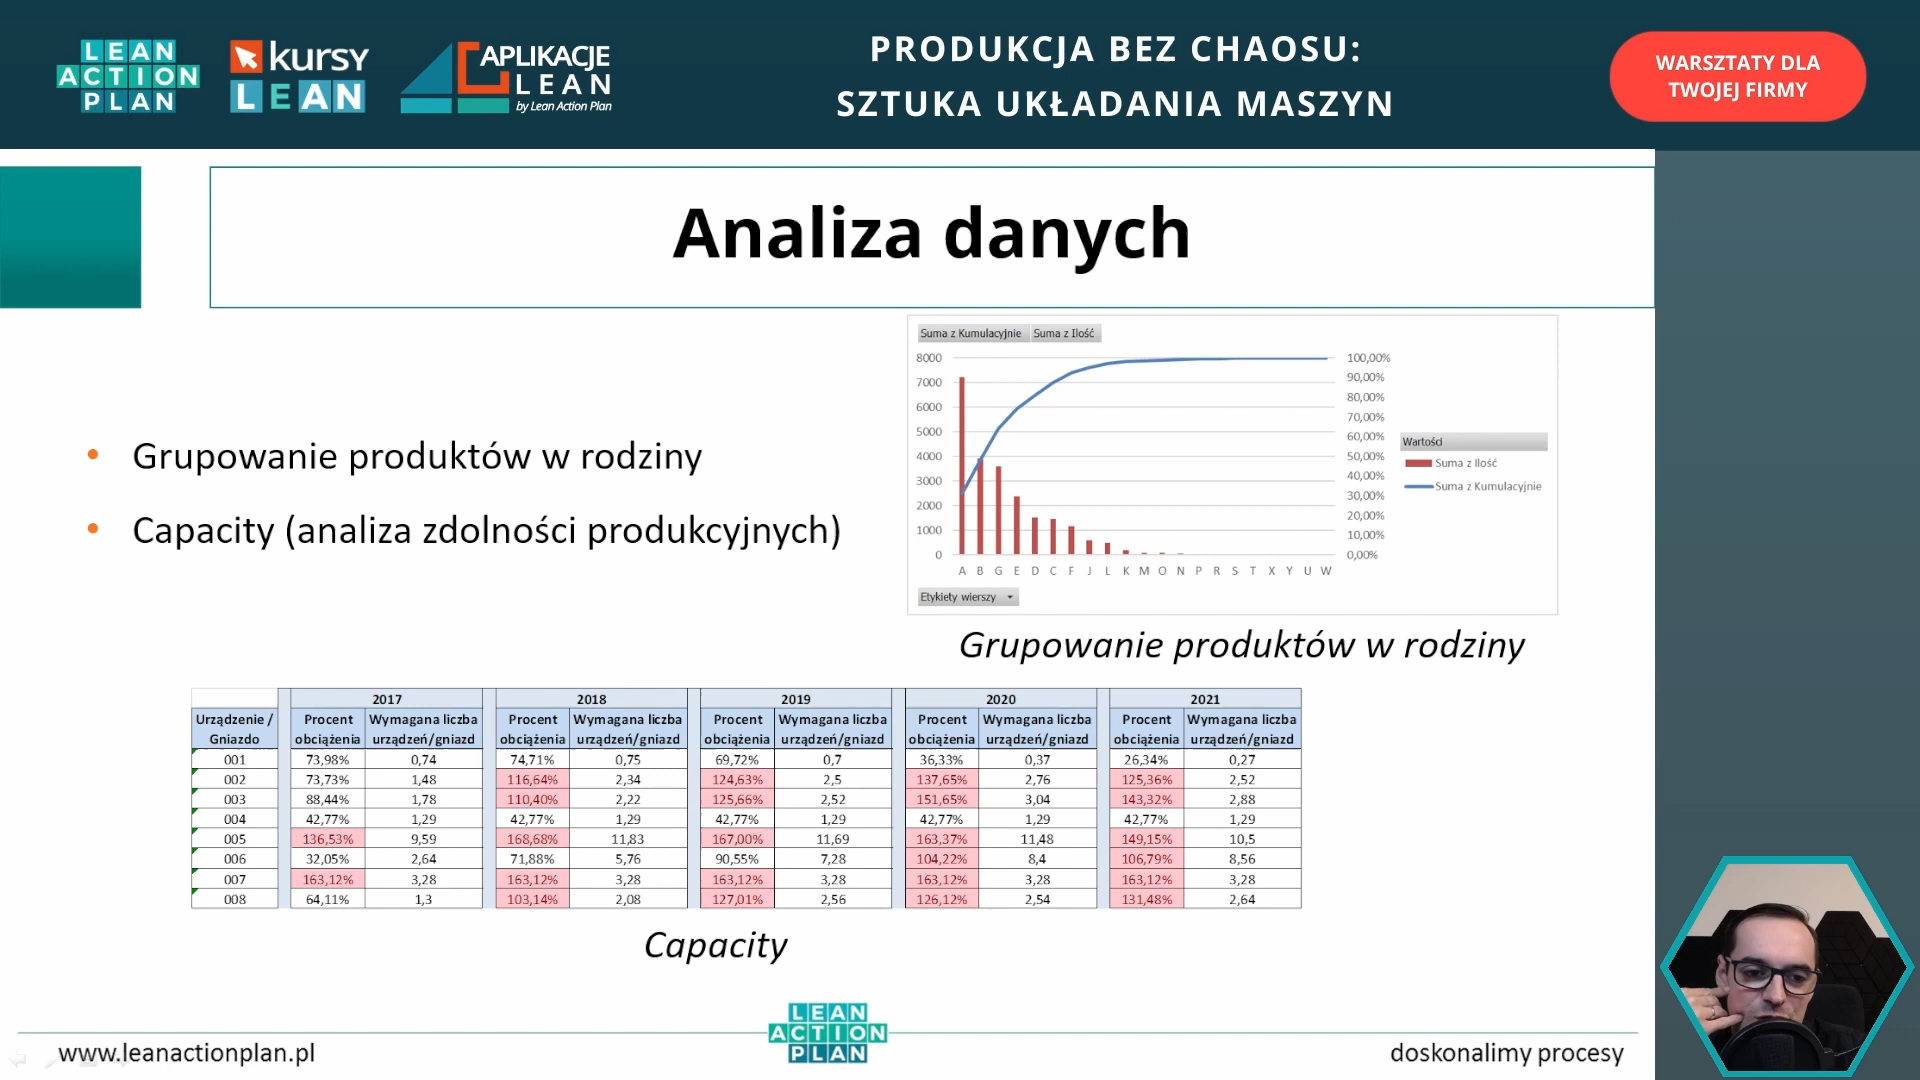 LEAN
ACTION
PLAN
kursy
LEAN
APLIKACJE
LEAN
by Lean Action Plan
PRODUKCJA BEZ CHAOSU:
SZTUKA UKŁADANIA MASZYN
WARSZTATY DLA
TWOJEJ FIRMY
Analiza danych
• Grupowanie produktów w rodziny
• Capacity (analiza zdolności produkcyjnych)
Suma z Kumulacyjnie Suma z Ilość
8000 100,00%
7000 90,00%
6000 80,00%
5000 70,00%
4000 60,00%
3000 50,00%
2000 40,00%
1000 30,00%
0 20,00%
10,00%
0,00%
A B G E D C F J L K M O N P R S T X Y U W
Wartości
Suma z Ilość
Suma z Kumulacyjnie
Etykiety wierszy
Grupowanie produktów w rodziny
2017 2018 2019 2020 2021
Urządzenie / Procent Wymagana liczba Procent Wymagana liczba Procent Wymagana liczba Procent Wymagana liczba Procent Wymagana liczba
Gniazdo obciążenia urządzeń/gniazd obciążenia urządzeń/gniazd obciążenia urządzeń/gniazd obciążenia urządzeń/gniazd obciążenia urządzeń/gniazd
001 73,98% 0,74 74,71% 0,75 69,72% 0,7 36,33% 0,37 26,34% 0,27
002 73,73% 1,48 116,64% 2,34 124,63% 2,5 137,65% 2,76 125,36% 2,52
003 88,44% 1,78 110,40% 2,22 125,66% 2,52 151,65% 3,04 143,32% 2,88
004 42,77% 1,29 42,77% 1,29 42,77% 1,29 42,77% 1,29 42,77% 1,29
005 136,53% 9,59 168,68% 11,83 167,00% 11,69 163,37% 11,48 149,15% 10,5
006 32,05% 2,64 71,88% 5,76 90,55% 7,28 104,22% 8,4 106,79% 8,56
007 163,12% 3,28 163,12% 3,28 163,12% 3,28 163,12% 3,28 163,12% 3,28
008 64,11% 1,3 103,14% 2,08 127,01% 2,56 126,12% 2,54 131,48% 2,64
Capacity
LEAN
ACTION
PLAN
www.leanactionplan.pl
doskonalimy procesy